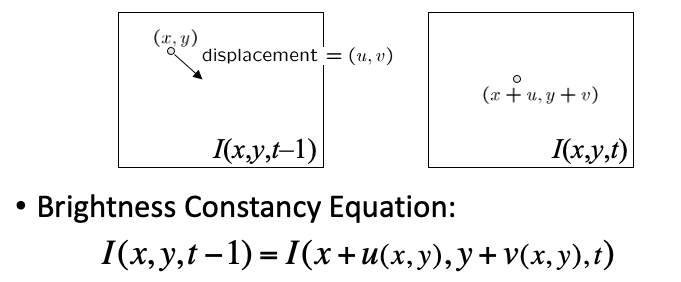 (x, y)
displacement = (u, v)
I(x,y,t–1)
(x + u, y + v)
I(x,y,t)
• Brightness Constancy Equation:
I(x, y, t − 1) = I(x + u(x, y), y + v(x, y), t)